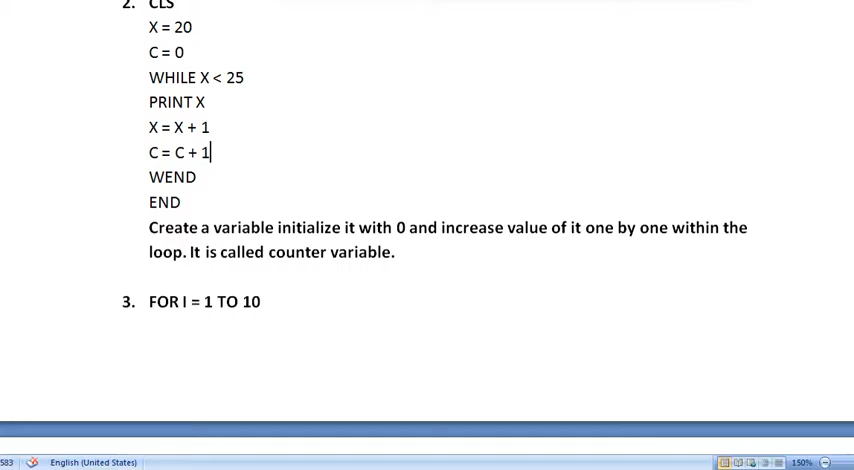 2. CLS
X = 20
C = 0
WHILE X < 25
PRINT X
X = X + 1
C = C + 1
WEND
END
Create a variable initialize it with 0 and increase value of it one by one within the
loop. It is called counter variable.
3. FOR I = 1 TO 10
583 English (United States) 150%